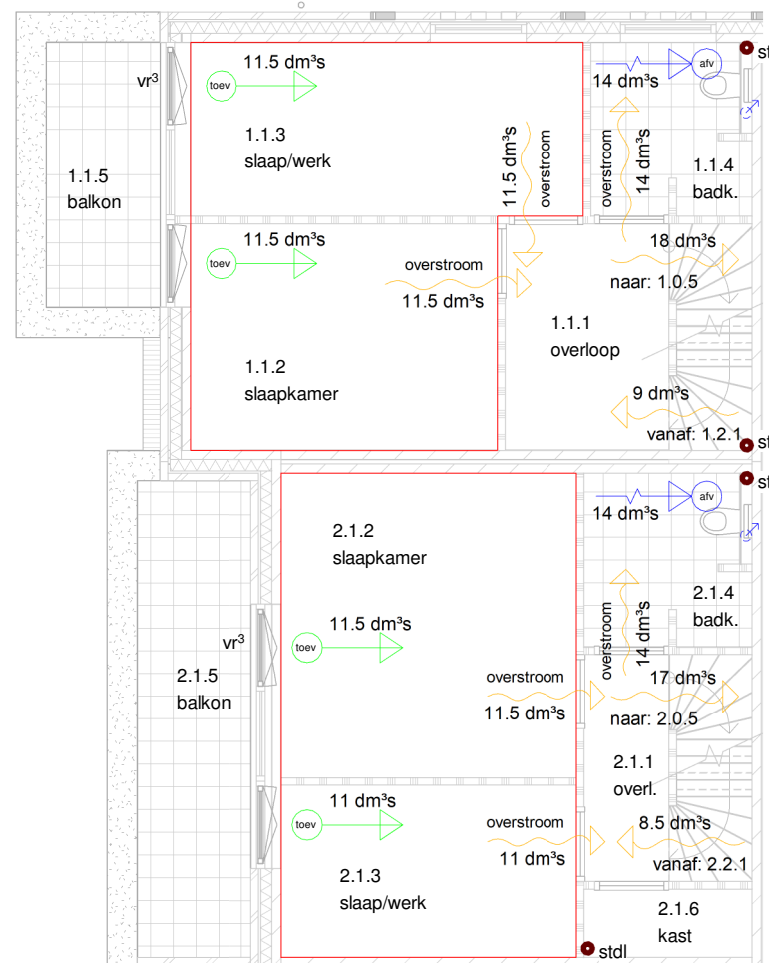 11.5 dm³s
toev
vr³
1.1.3
slaap/werk
1.1.5
balkon
11.5 dm³s
overstroom
14 dm³s
afv
st
overstroom
14 dm³s
1.1.4
badk.
11.5 dm³s
toev
overstroom
11.5 dm³s
18 dm³s
naar: 1.0.5
1.1.1
overloop
1.1.2
slaapkamer
9 dm³s
vanaf: 1.2.1
st
st
14 dm³s
afv
2.1.2
slaapkamer
overstroom
14 dm³s
2.1.4
badk.
vr³
11.5 dm³s
toev
2.1.5
balkon
overstroom
11.5 dm³s
17 dm³s
naar: 2.0.5
2.1.1
overl.
11 dm³s
toev
overstroom
11 dm³s
8.5 dm³s
vanaf: 2.2.1
2.1.3
slaap/werk
2.1.6
kast
stdl